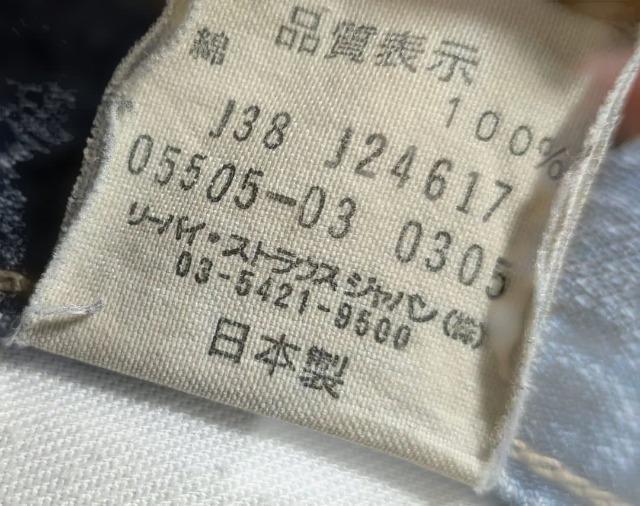 品質表示
綿 100%
J38 J24617
05505-03 0305
リーバイ・ストラウスジャパン(株)
03-5421-9500
日本製